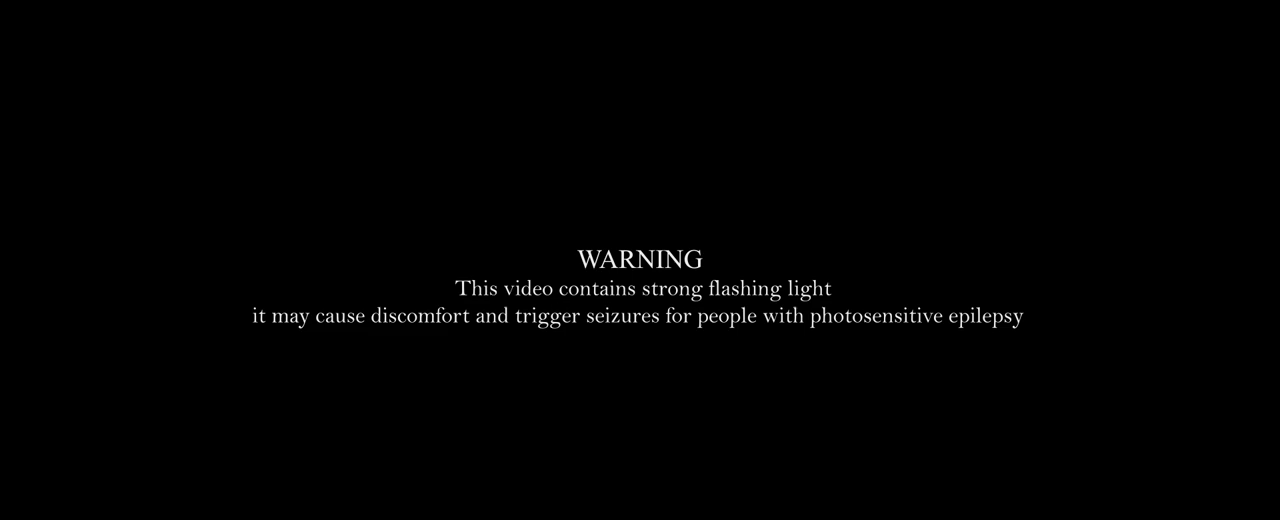 WARNING
This video contains strong flashing light
it may cause discomfort and trigger seizures for people with photosensitive epilepsy